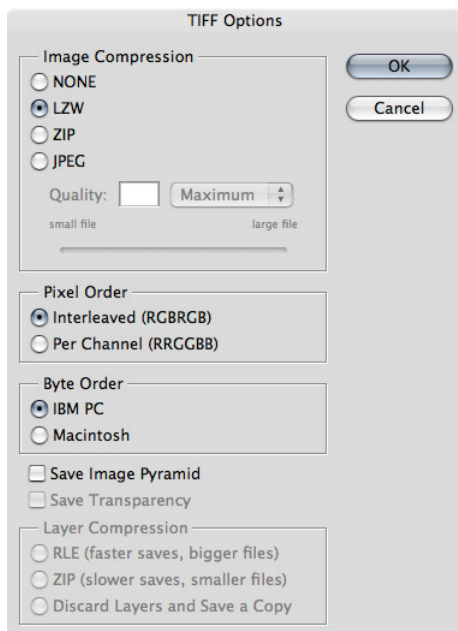 TIFF Options
Image Compression
NONE
LZW
ZIP
JPEG
Quality:
Maximum
small file
large file
OK
Cancel
Pixel Order
Interleaved (RGBRGB)
Per Channel (RRGGBB)
Byte Order
IBM PC
Macintosh
Save Image Pyramid
Save Transparency
Layer Compression
RLE (faster saves, bigger files)
ZIP (slower saves, smaller files)
Discard Layers and Save a Copy